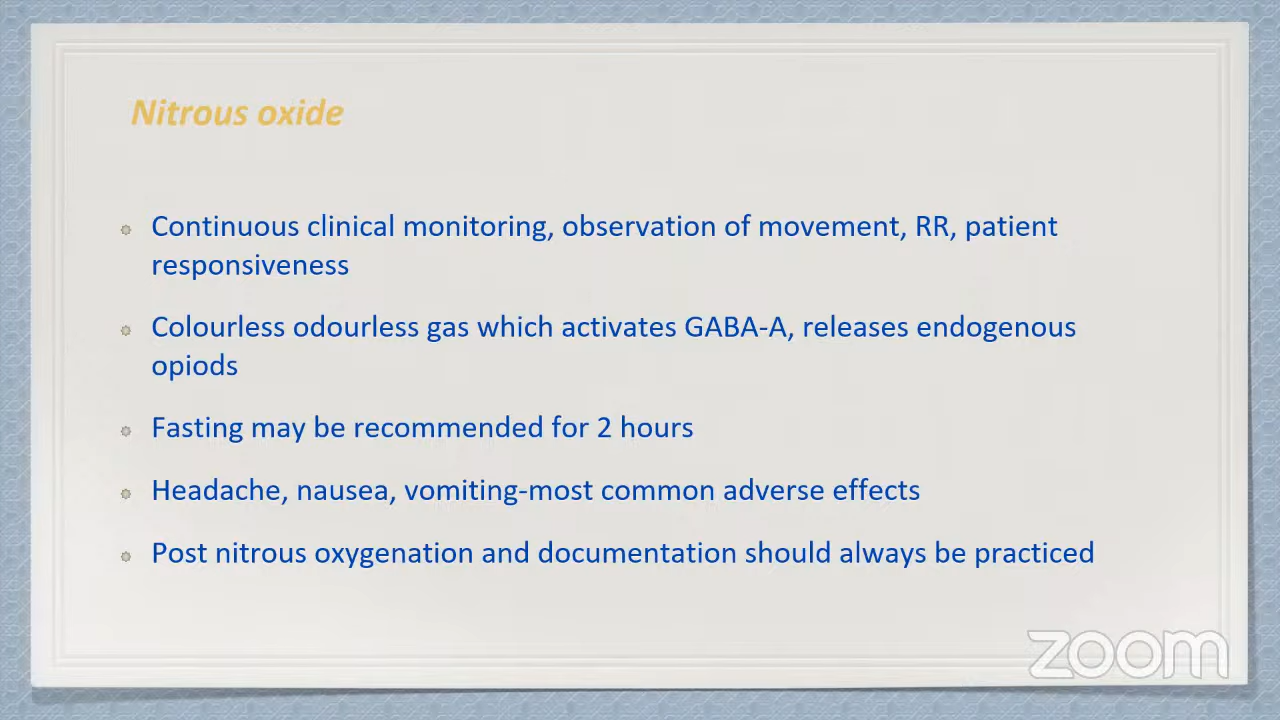 Nitrous oxide
Continuous clinical monitoring, observation of movement, RR, patient
responsiveness
Colourless odourless gas which activates GABA-A, releases endogenous
opiods
Fasting may be recommended for 2 hours
Headache, nausea, vomiting-most common adverse effects
Post nitrous oxygenation and documentation should always be practiced
zoom